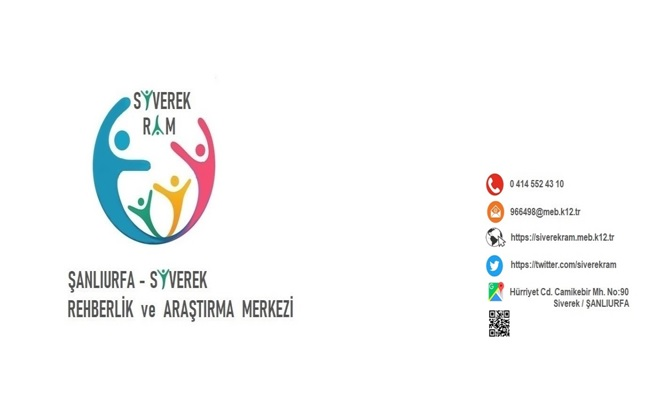 SİVEREK
RAM
ŞANLIURFA - SİVEREK
REHBERLİK ve ARAŞTIRMA MERKEZİ
0 414 552 43 10
966498@meb.k12.tr
https://siverekram.meb.k12.tr
https://twitter.com/siverekram
Hürriyet Cd. Camikebir Mh. No:90
Siverek / ŞANLIURFA